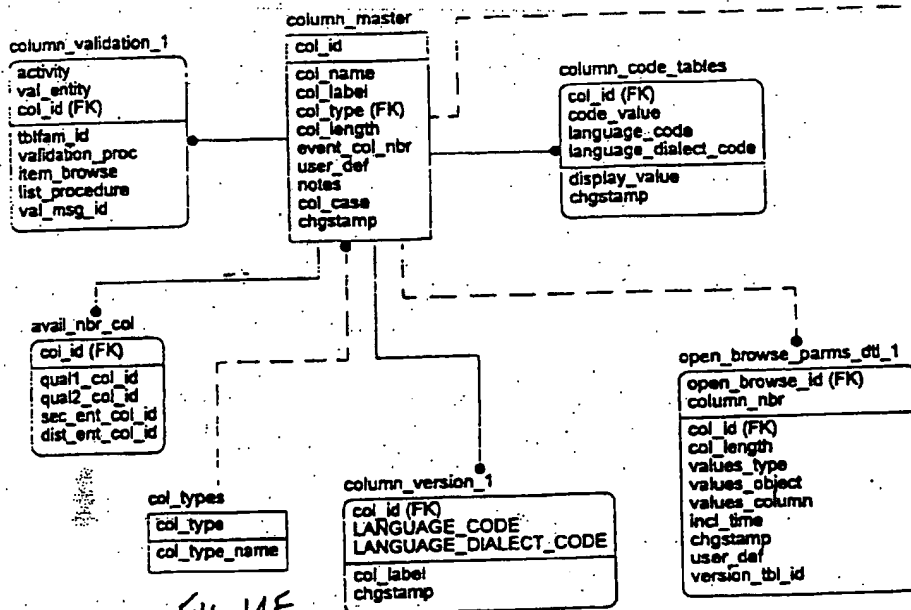 column_master
col_id
col_name
col_label
col_type (FK)
col_length
event_col_nbr
user_def
notes
col_case
chgstamp
column_validation_1
activity
val_entity
col_id (FK)
tblfam_id
validation_proc
item_browse
list_procedure
val_msg_id
column_code_tables
col_id (FK)
code_value
language_code
language_dialect_code
display_value
chgstamp
avail_nbr_col
col_id (FK)
qual1_col_id
qual2_col_id
sec_ent_col_id
dist_ent_col_id
col_types
col_type
col_type_name
column_version_1
col_id (FK)
LANGUAGE_CODE
LANGUAGE_DIALECT_CODE
col_label
chgstamp
open_browse_parms_dtl_1
open_browse_id (FK)
column_nbr
col_id (FK)
col_length
values_type
values_object
values_column
incl_time
chgstamp
user_def
version_tbl_id